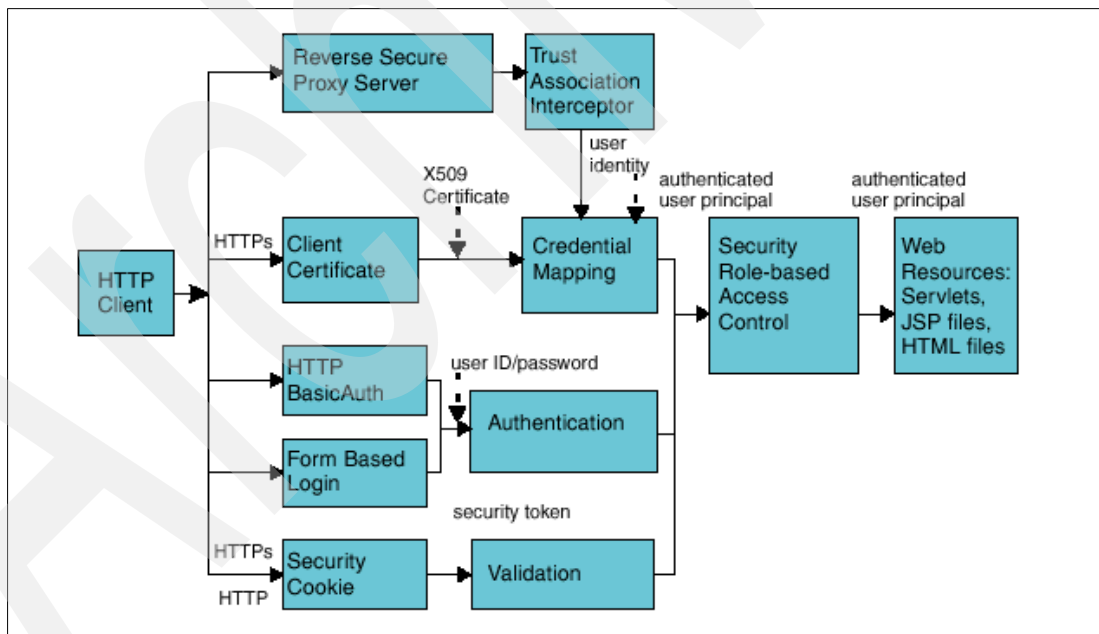 Reverse Secure
Proxy Server
Trust
Association
Interceptor
user
identity
X509
Certificate
authenticated
user principal
authenticated
user principal
HTTPs
Client
Certificate
Credential
Mapping
Security
Role-based
Access
Control
Web
Resources:
Servlets,
JSP files,
HTML files
HTTP
Client
HTTP
BasicAuth
user ID/password
Authentication
Form Based
Login
security token
HTTPs
HTTP
Security
Cookie
Validation